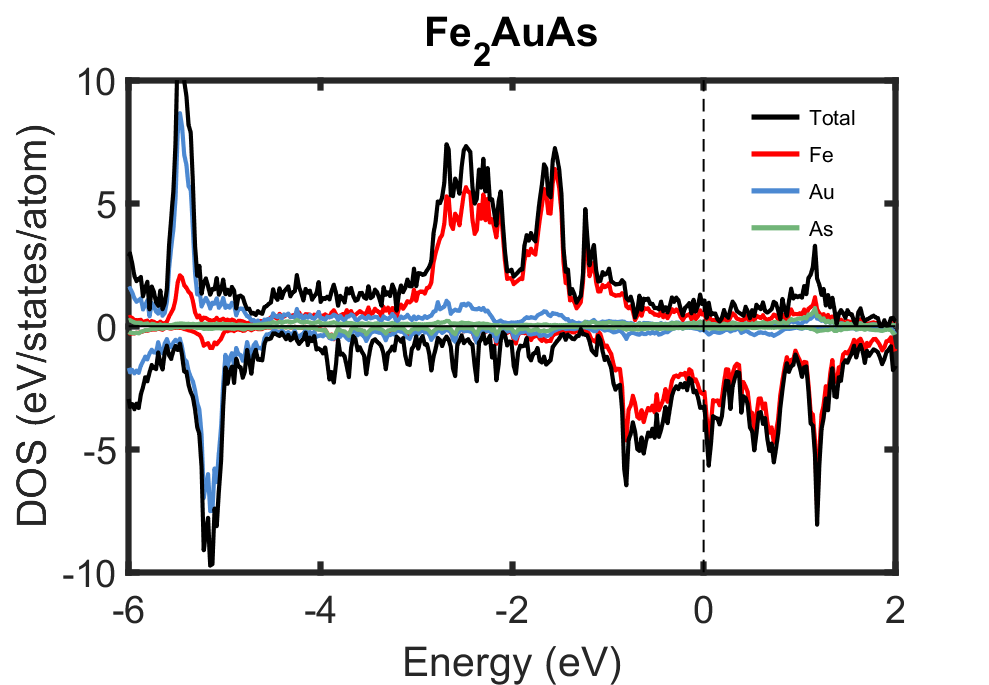 Fe₂AuAs
DOS (eV/states/atom)
10
5
0
-5
-10
Total
Fe
Au
As
-6 -4 -2 0 2
Energy (eV)